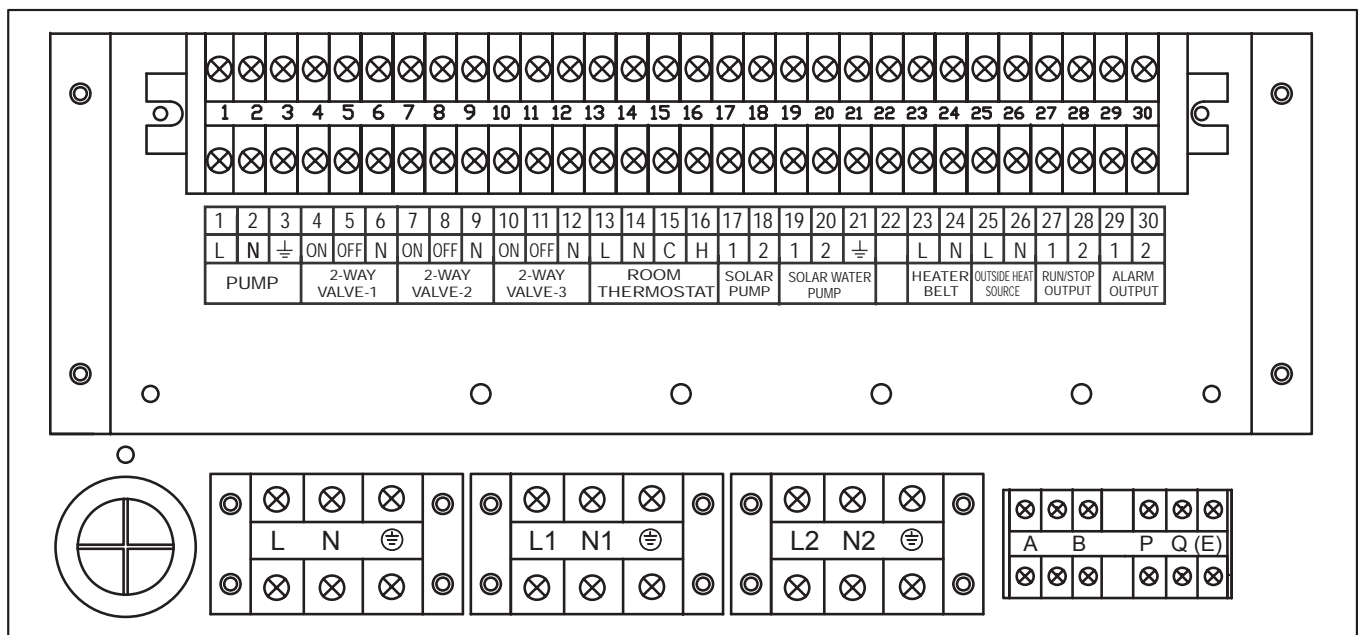 1 2 3 4 5 6 7 8 9 10 11 12 13 14 15 16 17 18 19 20 21 22 23 24 25 26 27 28 29 30
1 2 3 4 5 6 7 8 9 10 11 12 13 14 15 16 17 18 19 20 21 22 23 24 25 26 27 28 29 30
L N ⏚ ON OFF N ON OFF N ON OFF N L N C H 1 2 1 2 ⏚ L N L N 1 2 1 2
PUMP 2-WAY VALVE-1 2-WAY VALVE-2 2-WAY VALVE-3 ROOM THERMOSTAT SOLAR PUMP SOLAR WATER PUMP HEATER BELT OUTSIDE HEAT SOURCE RUN/STOP OUTPUT ALARM OUTPUT
L N ⏚ L1 N1 ⏚ L2 N2 ⏚ A B P Q (E)